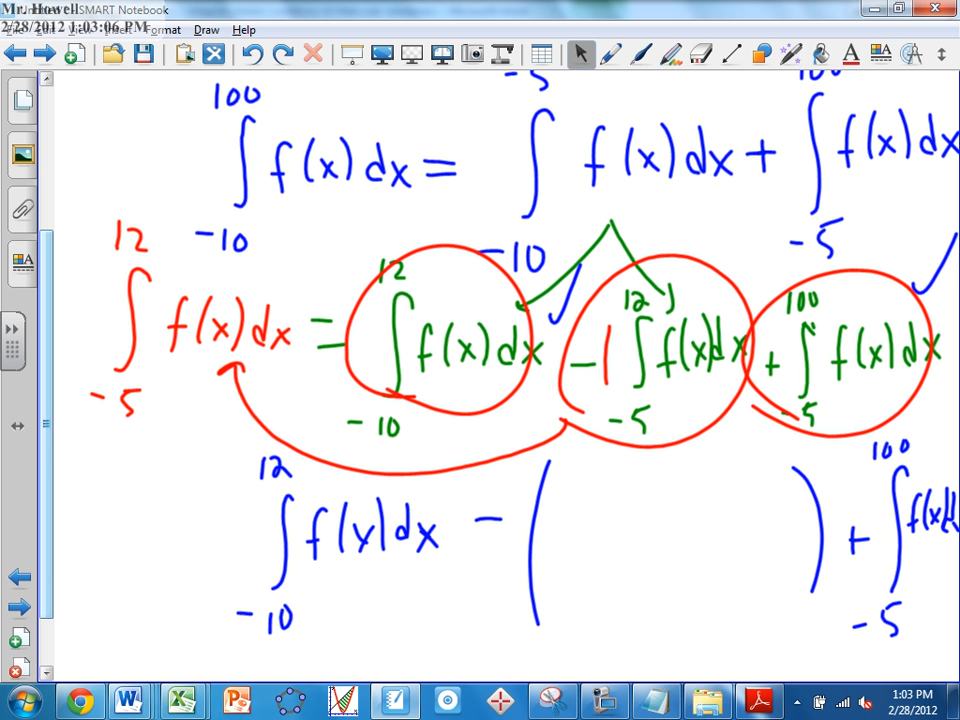 Mr. Howell
Untitled - SMART Notebook
2/28/2012 1:03:06 PM
Format Draw Help
100 -5 100
∫ f(x) dx = ∫ f(x) dx + ∫ f(x) dx
-10 -10 -5
12 12 12 100
∫ f(x) dx = ∫ f(x) dx -1 ∫ f(x) dx + ∫ f(x) dx
-5 -10 -5 -5
12 100
∫ f(x) dx - ( ) + ∫ f(x)
-10 -5
1:03 PM
2/28/2012